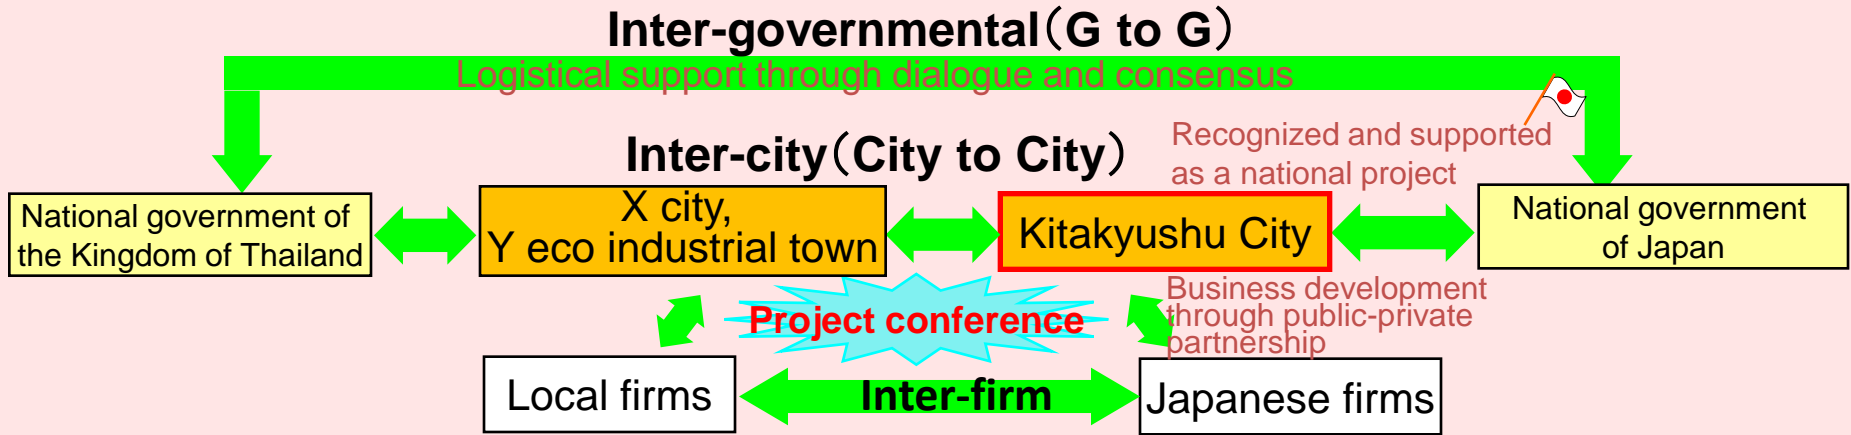 Inter-governmental（G to G）
Logistical support through dialogue and consensus
Inter-city（City to City）
Recognized and supported
as a national project
National government of
the Kingdom of Thailand
X city,
Y eco industrial town
Kitakyushu City
National government
of Japan
Project conference
Business development
through public-private
partnership
Local firms
Inter-firm
Japanese firms